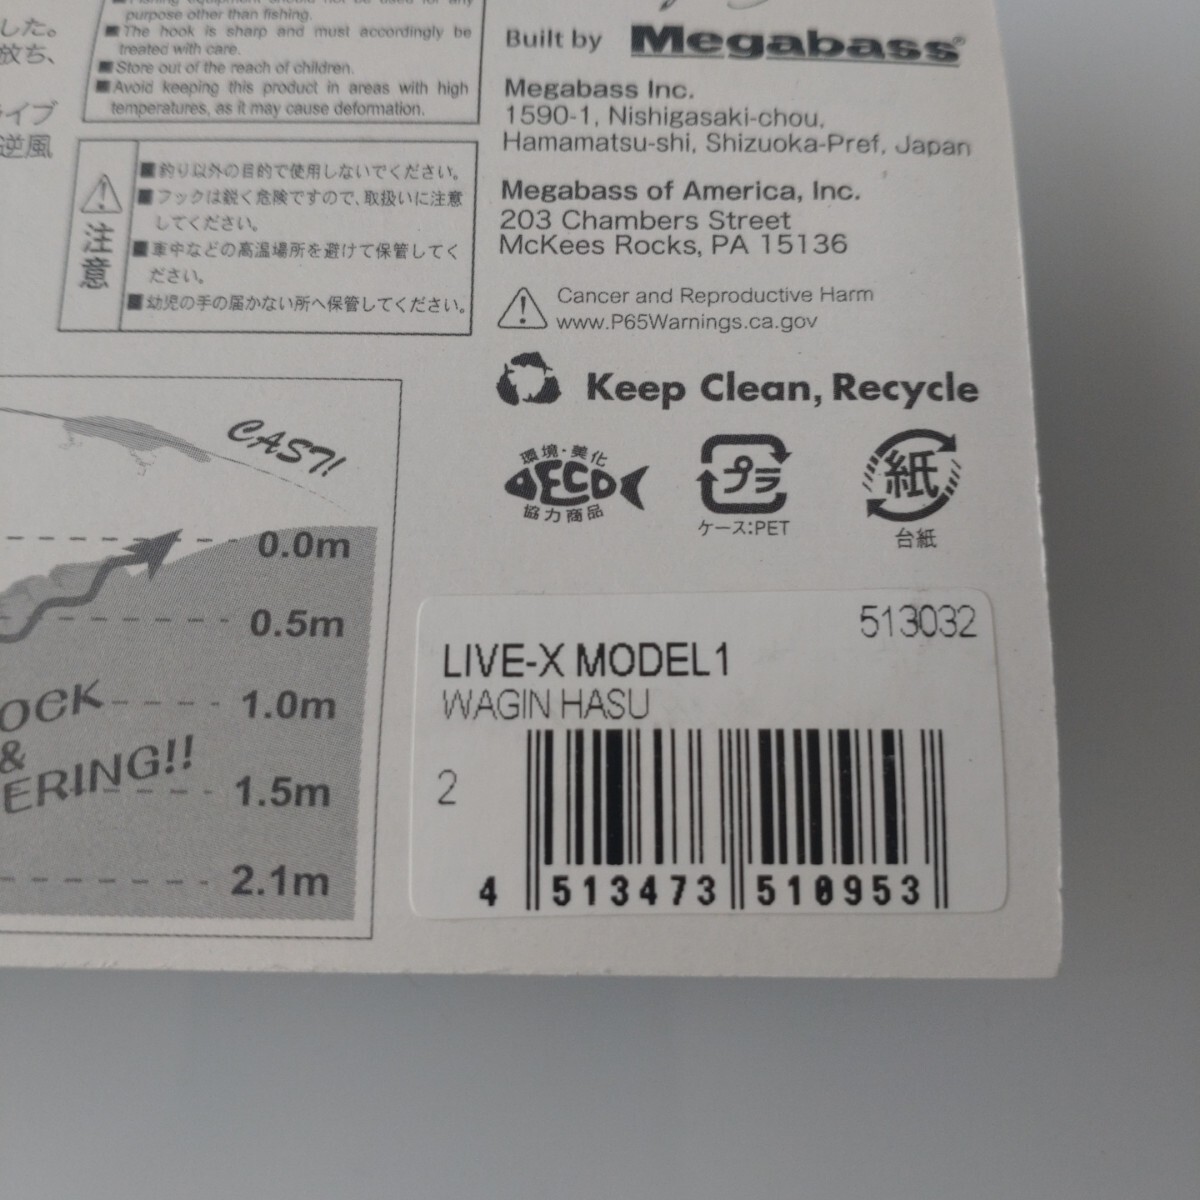 した。
放ち、
ライブ
逆風
Fishing equipment should not be used for any
purpose other than fishing.
■The hook is sharp and must accordingly be
treated with care.
■Store out of the reach of children.
■Avoid keeping this product in areas with high
temperatures, as it may cause deformation.
注意
■釣り以外の目的で使用しないでください。
■フックは鋭く危険ですので、取扱いに注意
してください。
■車中などの高温場所を避けて保管してく
ださい。
■幼児の手の届かない所へ保管してください。
Built by Megabass®
Megabass Inc.
1590-1, Nishigasaki-chou,
Hamamatsu-shi, Shizuoka-Pref, Japan
Megabass of America, Inc.
203 Chambers Street
McKees Rocks, PA 15136
Cancer and Reproductive Harm
www.P65Warnings.ca.gov
Keep Clean, Recycle
環境・美化
ECO
協力商品
プラ
ケース:PET
紙
台紙
CAST!
0.0m
0.5m
OCK
1.0m
&
ERING!!
1.5m
2.1m
513032
LIVE-X MODEL1
WAGIN HASU
2
4 513473 510953